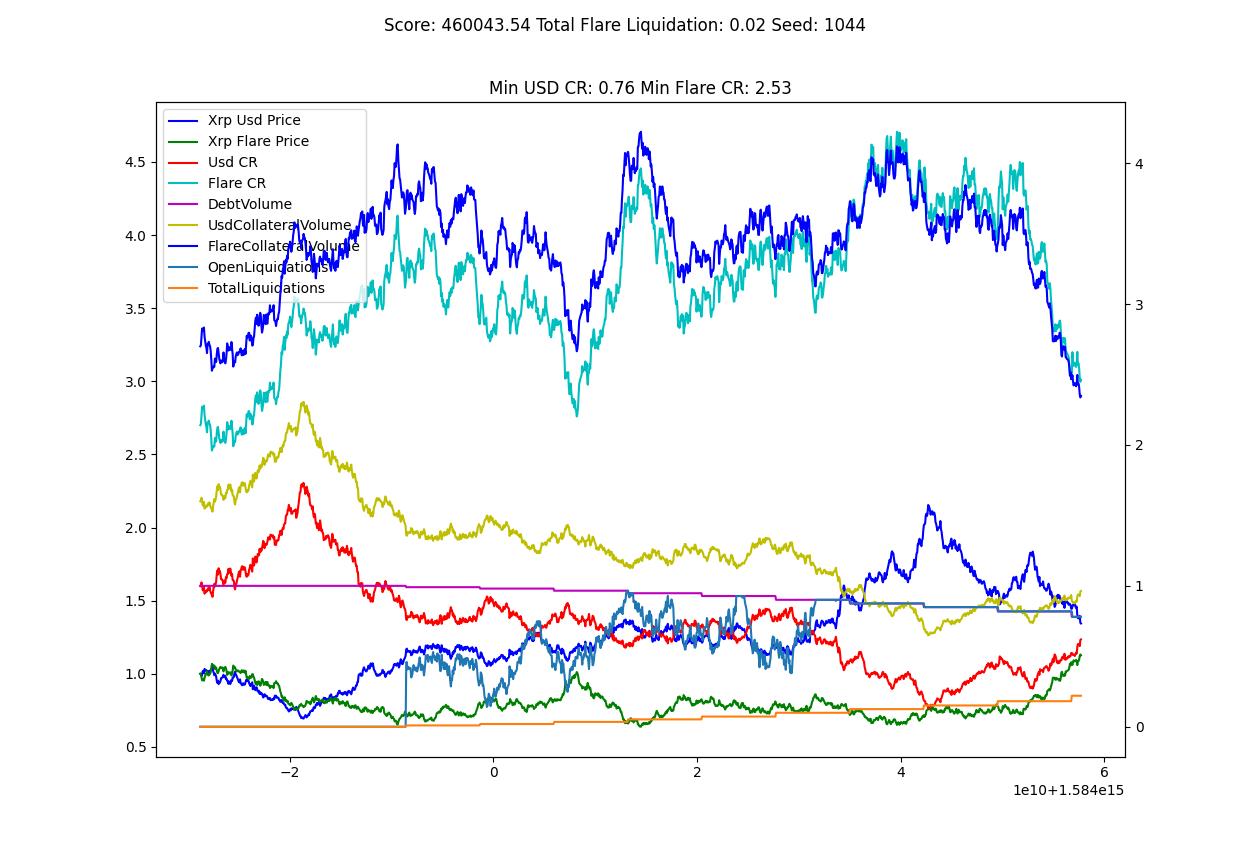 Score: 460043.54 Total Flare Liquidation: 0.02 Seed: 1044
Min USD CR: 0.76 Min Flare CR: 2.53
Xrp Usd Price
Xrp Flare Price
Usd CR
Flare CR
DebtVolume
UsdCollateralVolume
FlareCollateralVolume
OpenLiquidations
TotalLiquidations
4.5
4.0
3.5
3.0
2.5
2.0
1.5
1.0
0.5
4
3
2
1
0
−2 0 2 4 6
1e10+1.584e15